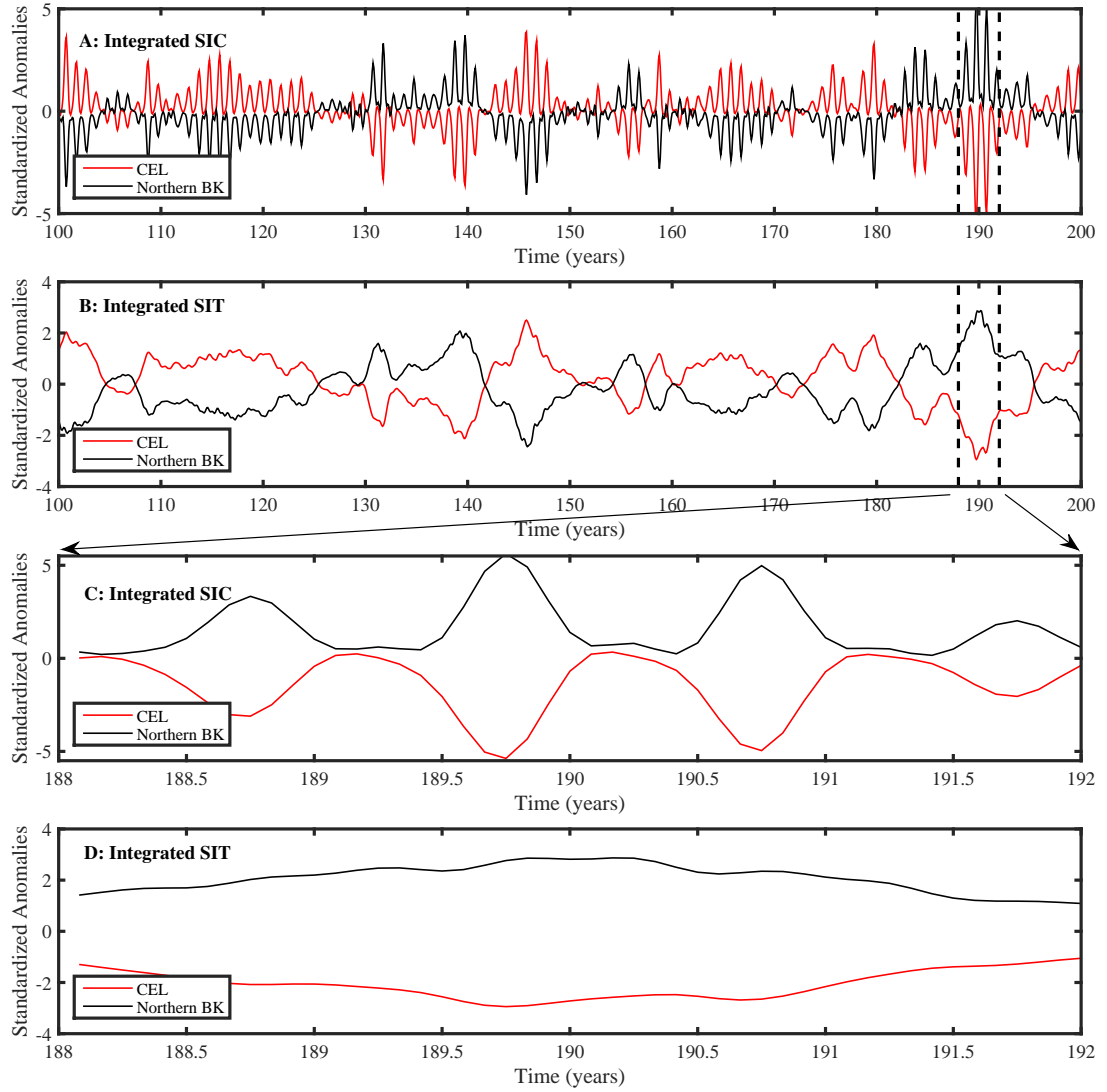 A: Integrated SIC
Standardized Anomalies
5
0
-5
CEL
Northern BK
100 110 120 130 140 150 160 170 180 190 200
Time (years)
B: Integrated SIT
Standardized Anomalies
4
2
0
-2
-4
CEL
Northern BK
100 110 120 130 140 150 160 170 180 190 200
Time (years)
C: Integrated SIC
Standardized Anomalies
5
0
-5
CEL
Northern BK
188 188.5 189 189.5 190 190.5 191 191.5 192
Time (years)
D: Integrated SIT
Standardized Anomalies
4
2
0
-2
-4
CEL
Northern BK
188 188.5 189 189.5 190 190.5 191 191.5 192
Time (years)